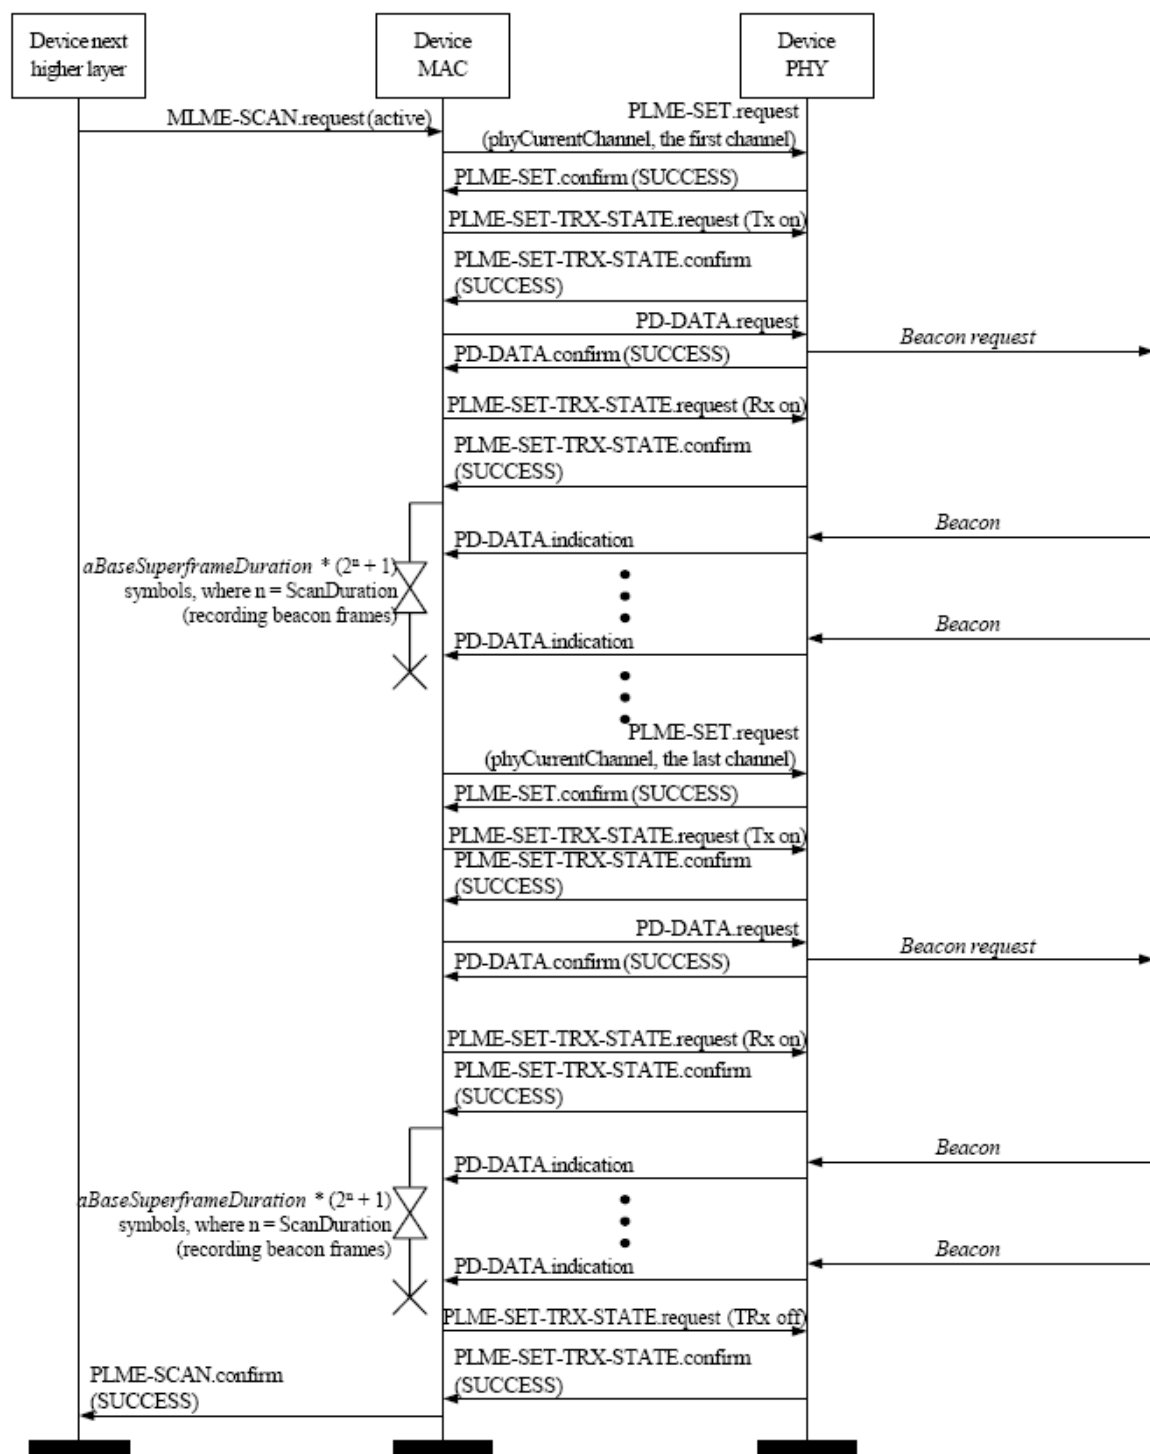 Device next
higher layer
Device
MAC
Device
PHY
MLME-SCAN.request (active)
PLME-SET.request
(phyCurrentChannel, the first channel)
PLME-SET.confirm (SUCCESS)
PLME-SET-TRX-STATE.request (Tx on)
PLME-SET-TRX-STATE.confirm
(SUCCESS)
PD-DATA.request
Beacon request
PD-DATA.confirm (SUCCESS)
PLME-SET-TRX-STATE.request (Rx on)
PLME-SET-TRX-STATE.confirm
(SUCCESS)
Beacon
PD-DATA.indication
aBaseSuperframeDuration * (2ⁿ + 1)
symbols, where n = ScanDuration
(recording beacon frames)
Beacon
PD-DATA.indication
PLME-SET.request
(phyCurrentChannel, the last channel)
PLME-SET.confirm (SUCCESS)
PLME-SET-TRX-STATE.request (Tx on)
PLME-SET-TRX-STATE.confirm
(SUCCESS)
PD-DATA.request
Beacon request
PD-DATA.confirm (SUCCESS)
PLME-SET-TRX-STATE.request (Rx on)
PLME-SET-TRX-STATE.confirm
(SUCCESS)
Beacon
PD-DATA.indication
aBaseSuperframeDuration * (2ⁿ + 1)
symbols, where n = ScanDuration
(recording beacon frames)
Beacon
PD-DATA.indication
PLME-SET-TRX-STATE.request (TRx off)
PLME-SET-TRX-STATE.confirm
(SUCCESS)
PLME-SCAN.confirm
(SUCCESS)